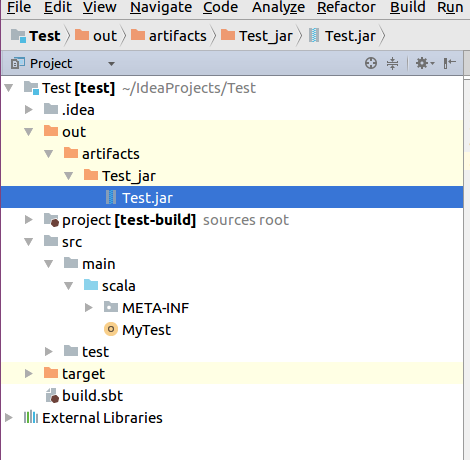 File Edit View Navigate Code Analyze Refactor Build Run
Test out artifacts Test_jar Test.jar
Project
Test [test] ~/IdeaProjects/Test
.idea
out
artifacts
Test_jar
Test.jar
project [test-build] sources root
src
main
scala
META-INF
MyTest
test
target
build.sbt
External Libraries